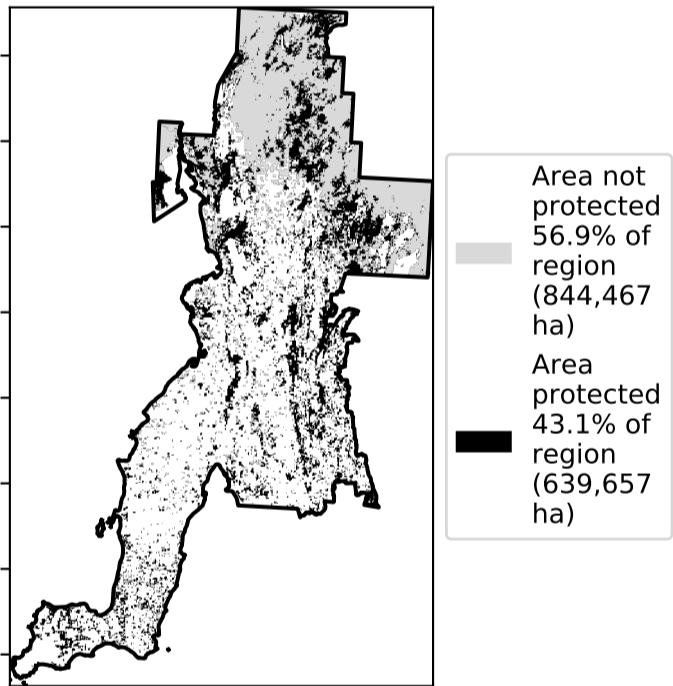 Area not
protected
56.9% of
region
(844,467
ha)
Area
protected
43.1% of
region
(639,657
ha)